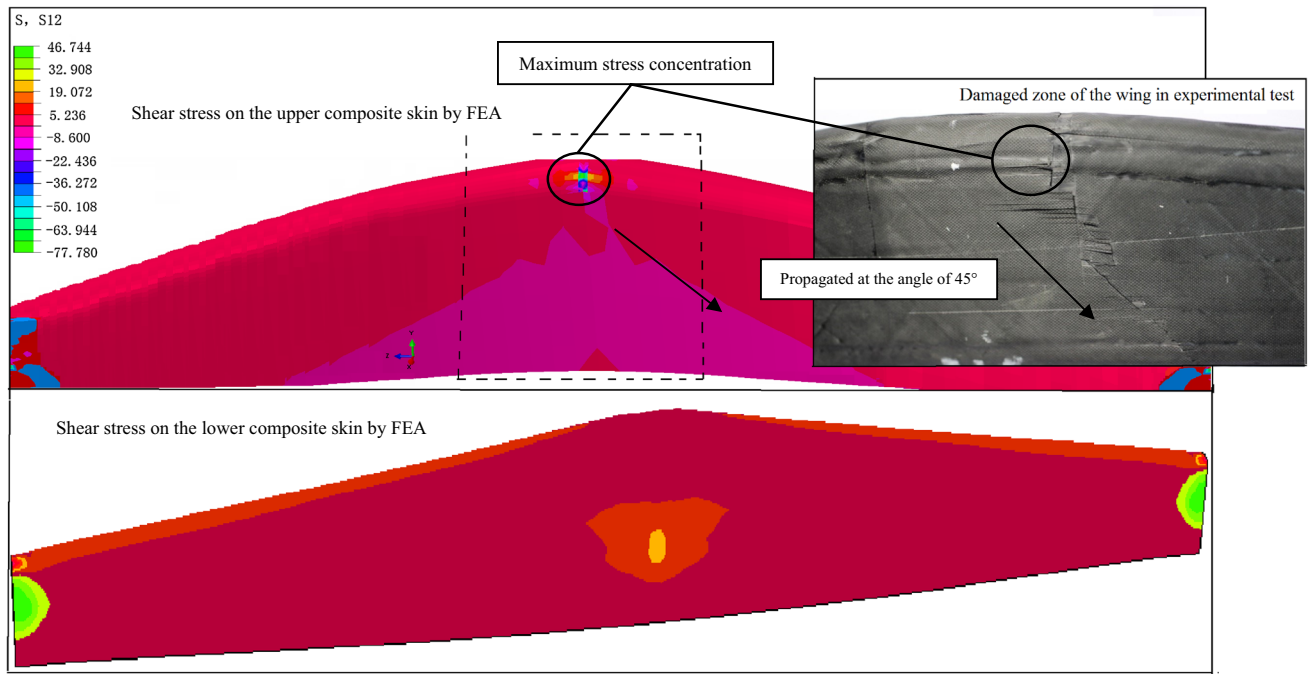 S, S12
46.744
32.908
19.072
5.236
-8.600
-22.436
-36.272
-50.108
-63.944
-77.780
Maximum stress concentration
Shear stress on the upper composite skin by FEA
Damaged zone of the wing in experimental test
Propagated at the angle of 45°
Y
Z
X
Shear stress on the lower composite skin by FEA